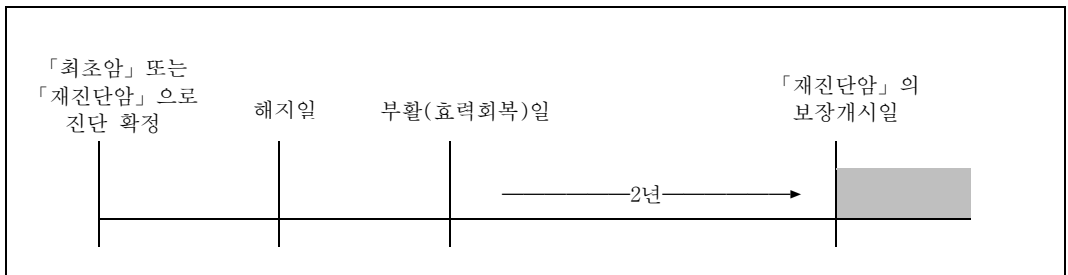 「최초암」또는
「재진단암」으로
진단 확정
해지일
부활(효력회복)일
「재진단암」의
보장개시일
2년